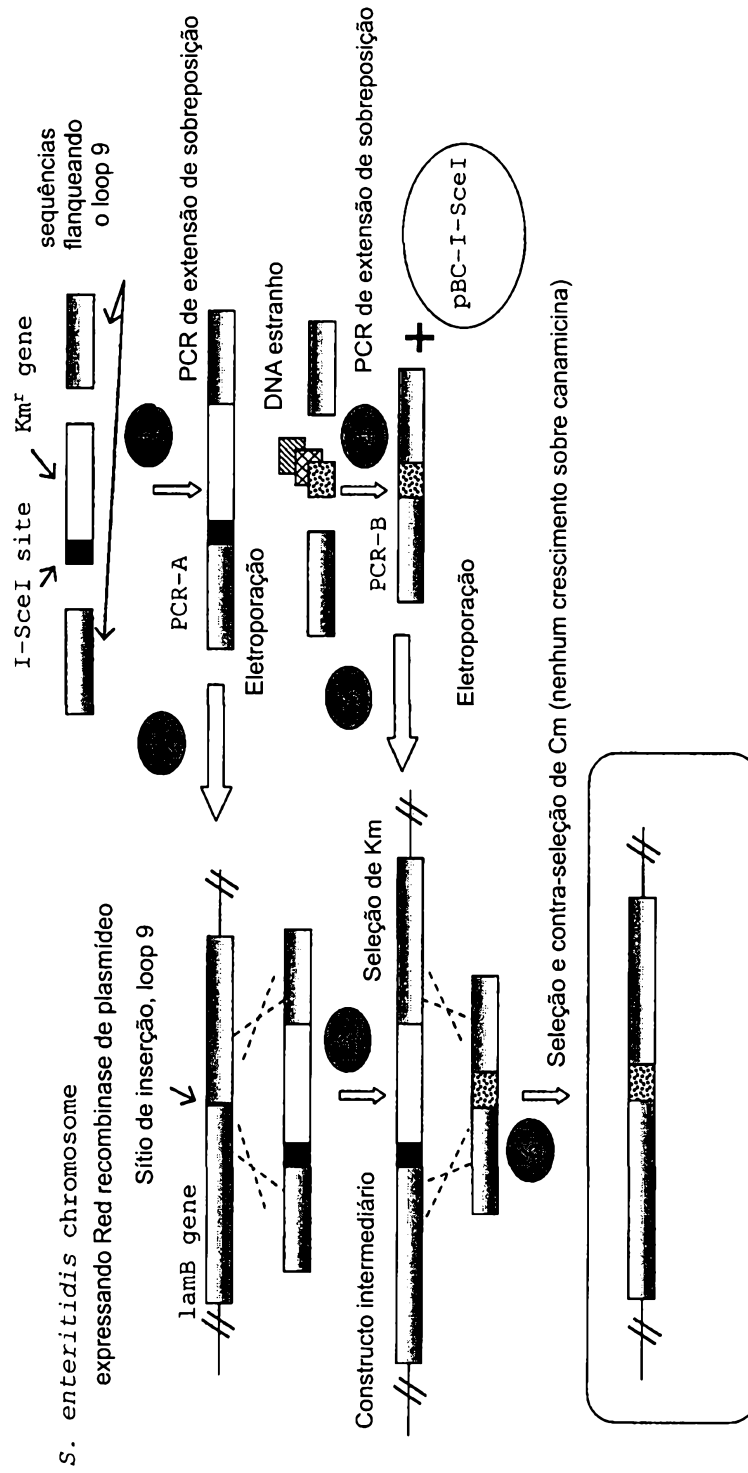 S. enteritidis chromosome
expressando Red recombinase de plasmídeo
Sítio de inserção, loop 9
lamB gene
I-SceI site
Km^r gene
sequências
flanqueando
o loop 9
PCR de extensão de sobreposição
PCR-A
Eletroporação
DNA estranho
PCR de extensão de sobreposição
PCR-B
+
pBC-I-SceI
Eletroporação
Constructo intermediário
Seleção de Km
Seleção e contra-seleção de Cm (nenhum crescimento sobre canamicina)